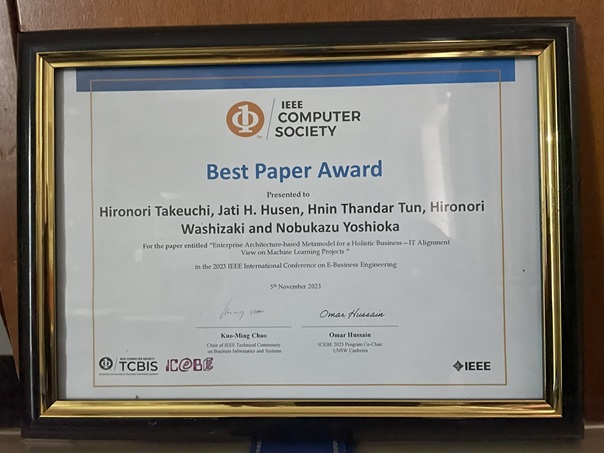 IEEE
COMPUTER
SOCIETY
Best Paper Award
Presented to
Hironori Takeuchi, Jati H. Husen, Hnin Thandar Tun, Hironori
Washizaki and Nobukazu Yoshioka
For the paper entitled "Enterprise Architecture-based Metamodel for a Holistic Business—IT Alignment
View on Machine Learning Projects "
in the 2023 IEEE International Conference on E-Business Engineering
5th November 2023
Omar Hussain
Kuo-Ming Chao
Chair of IEEE Technical Community
on Business Informatics and Systems
Omar Hussain
ICEBE 2023 Program Co-Chair
UNSW Canberra
IEEE COMPUTER SOCIETY
TCBIS
ICEBE
IEEE